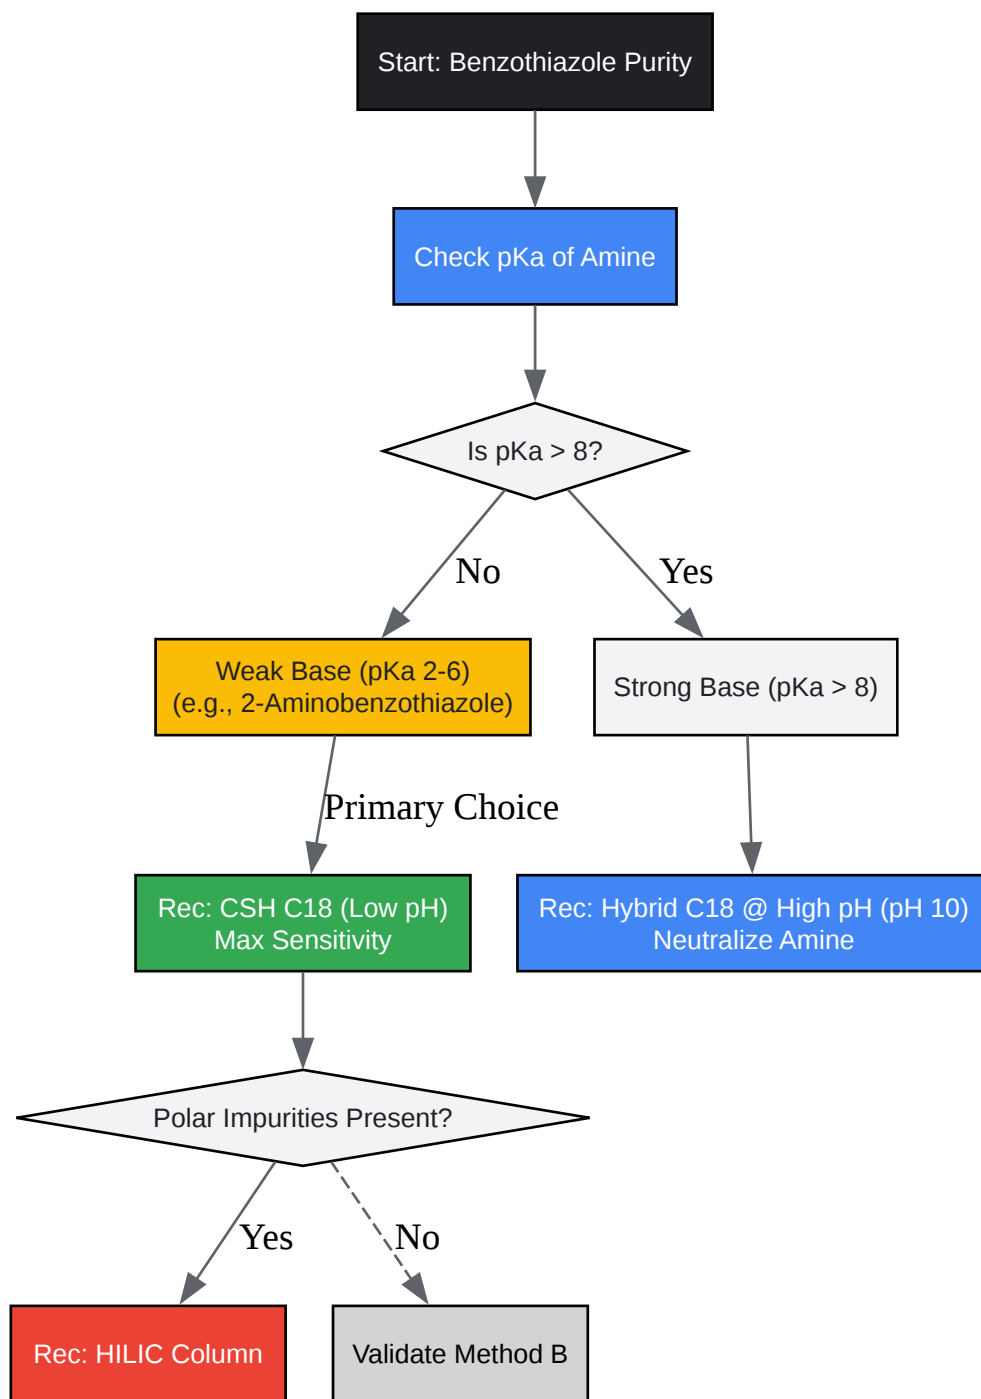 Start: Benzothiazole Purity
Check pKa of Amine
Is pKa > 8?
No
Yes
Weak Base (pKa 2-6)
(e.g., 2-Aminobenzothiazole)
Strong Base (pKa > 8)
Primary Choice
Rec: CSH C18 (Low pH)
Max Sensitivity
Rec: Hybrid C18 @ High pH (pH 10)
Neutralize Amine
Polar Impurities Present?
Yes
No
Rec: HILIC Column
Validate Method B